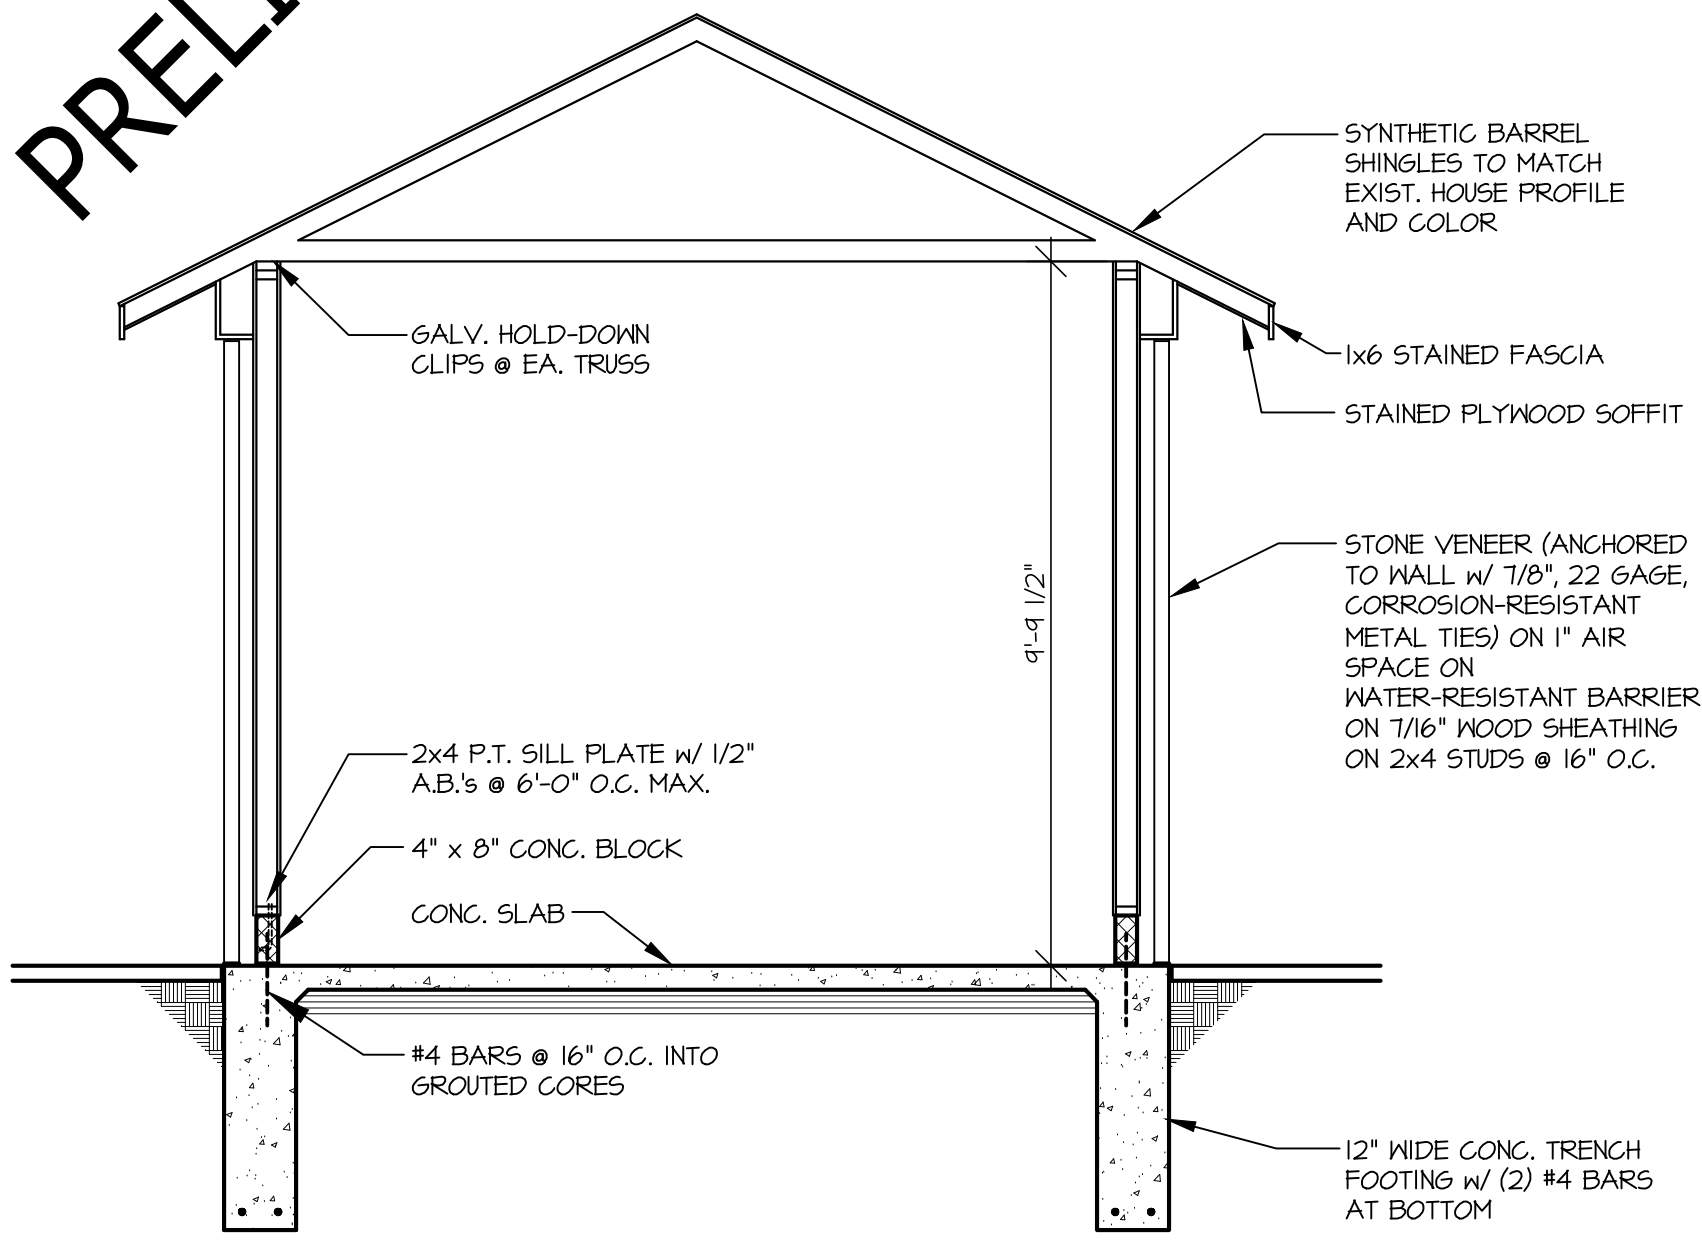 PRELI
SYNTHETIC BARREL
SHINGLES TO MATCH
EXIST. HOUSE PROFILE
AND COLOR
GALV. HOLD-DOWN
CLIPS @ EA. TRUSS
1x6 STAINED FASCIA
STAINED PLYWOOD SOFFIT
STONE VENEER (ANCHORED
TO WALL w/ 7/8", 22 GAGE,
CORROSION-RESISTANT
METAL TIES) ON 1" AIR
SPACE ON
WATER-RESISTANT BARRIER
ON 7/16" WOOD SHEATHING
ON 2x4 STUDS @ 16" O.C.
9'-9 1/2"
2x4 P.T. SILL PLATE w/ 1/2"
A.B.'s @ 6'-0" O.C. MAX.
4" x 8" CONC. BLOCK
CONC. SLAB
#4 BARS @ 16" O.C. INTO
GROUTED CORES
12" WIDE CONC. TRENCH
FOOTING w/ (2) #4 BARS
AT BOTTOM